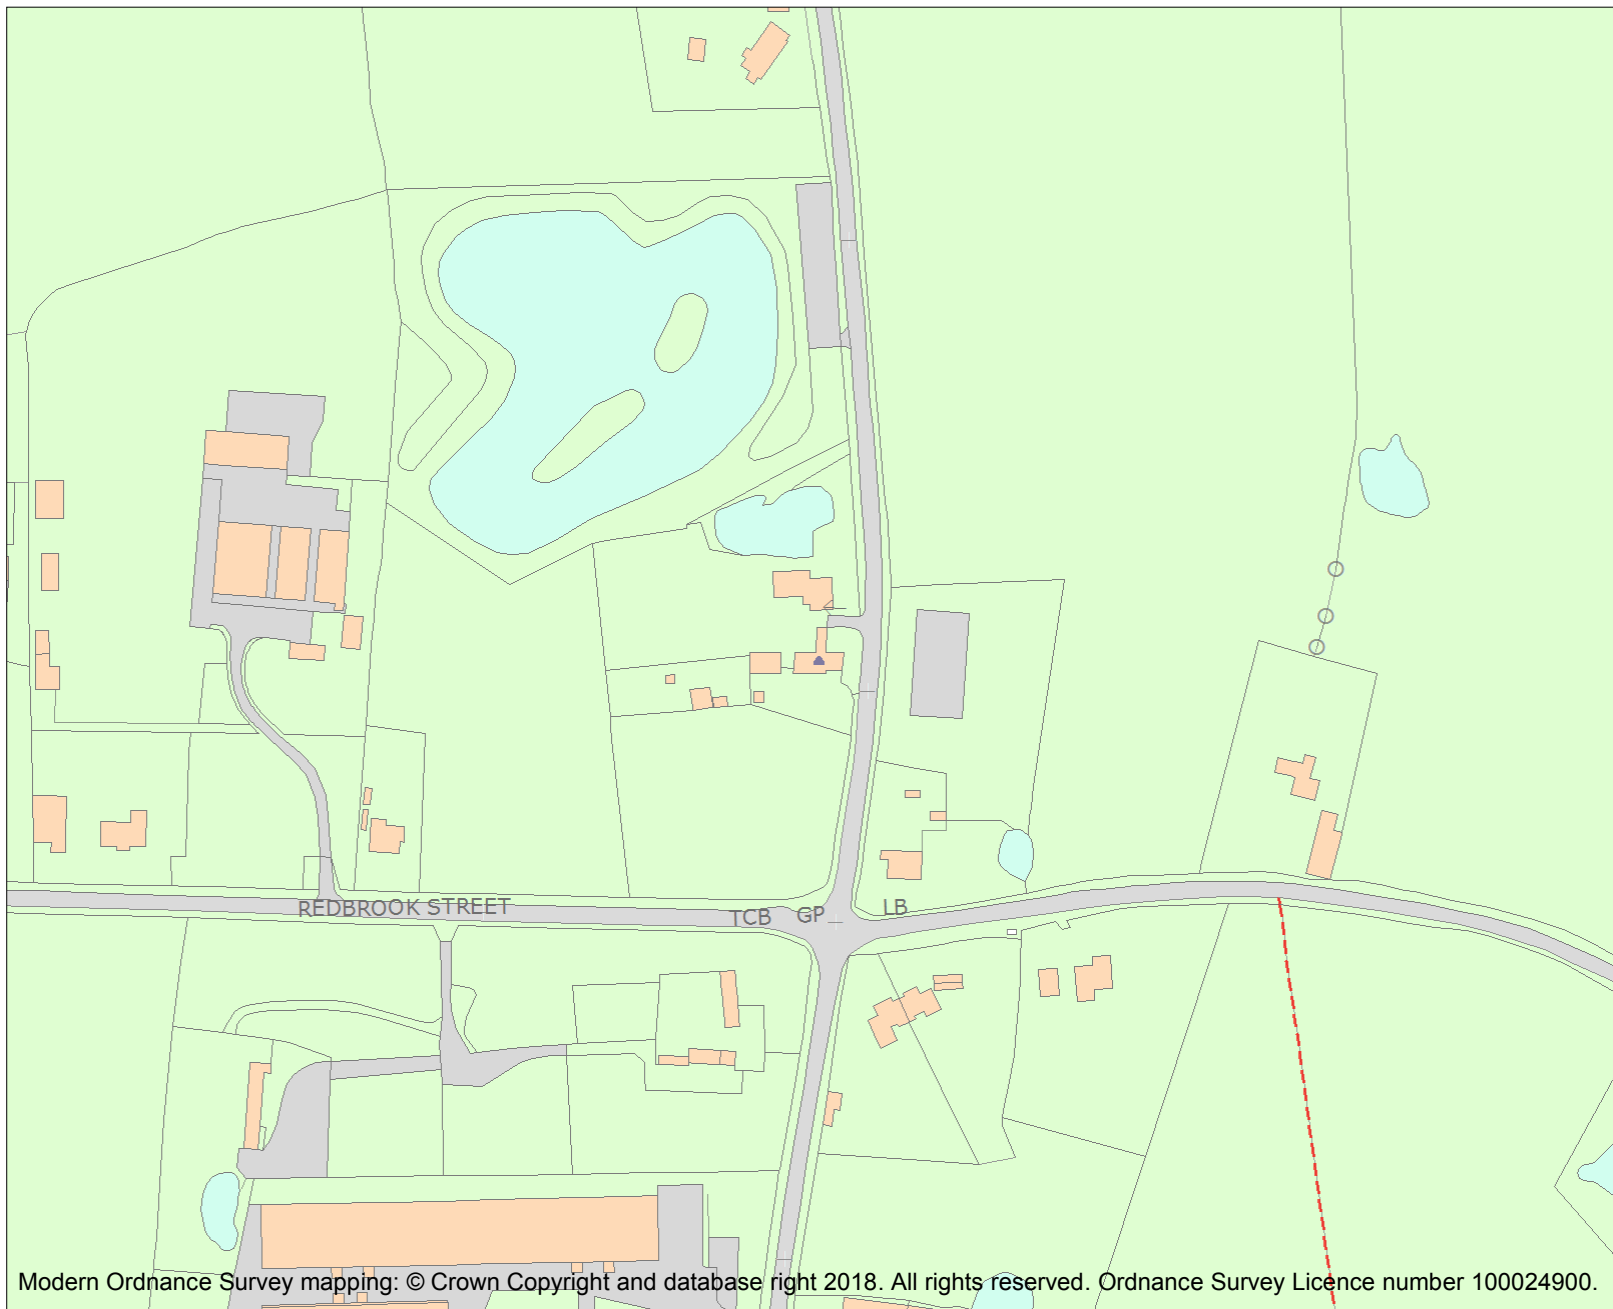 REDBROOK STREET
TCB GP LB
Modern Ordnance Survey mapping: © Crown Copyright and database right 2018. All rights reserved. Ordnance Survey Licence number 100024900.